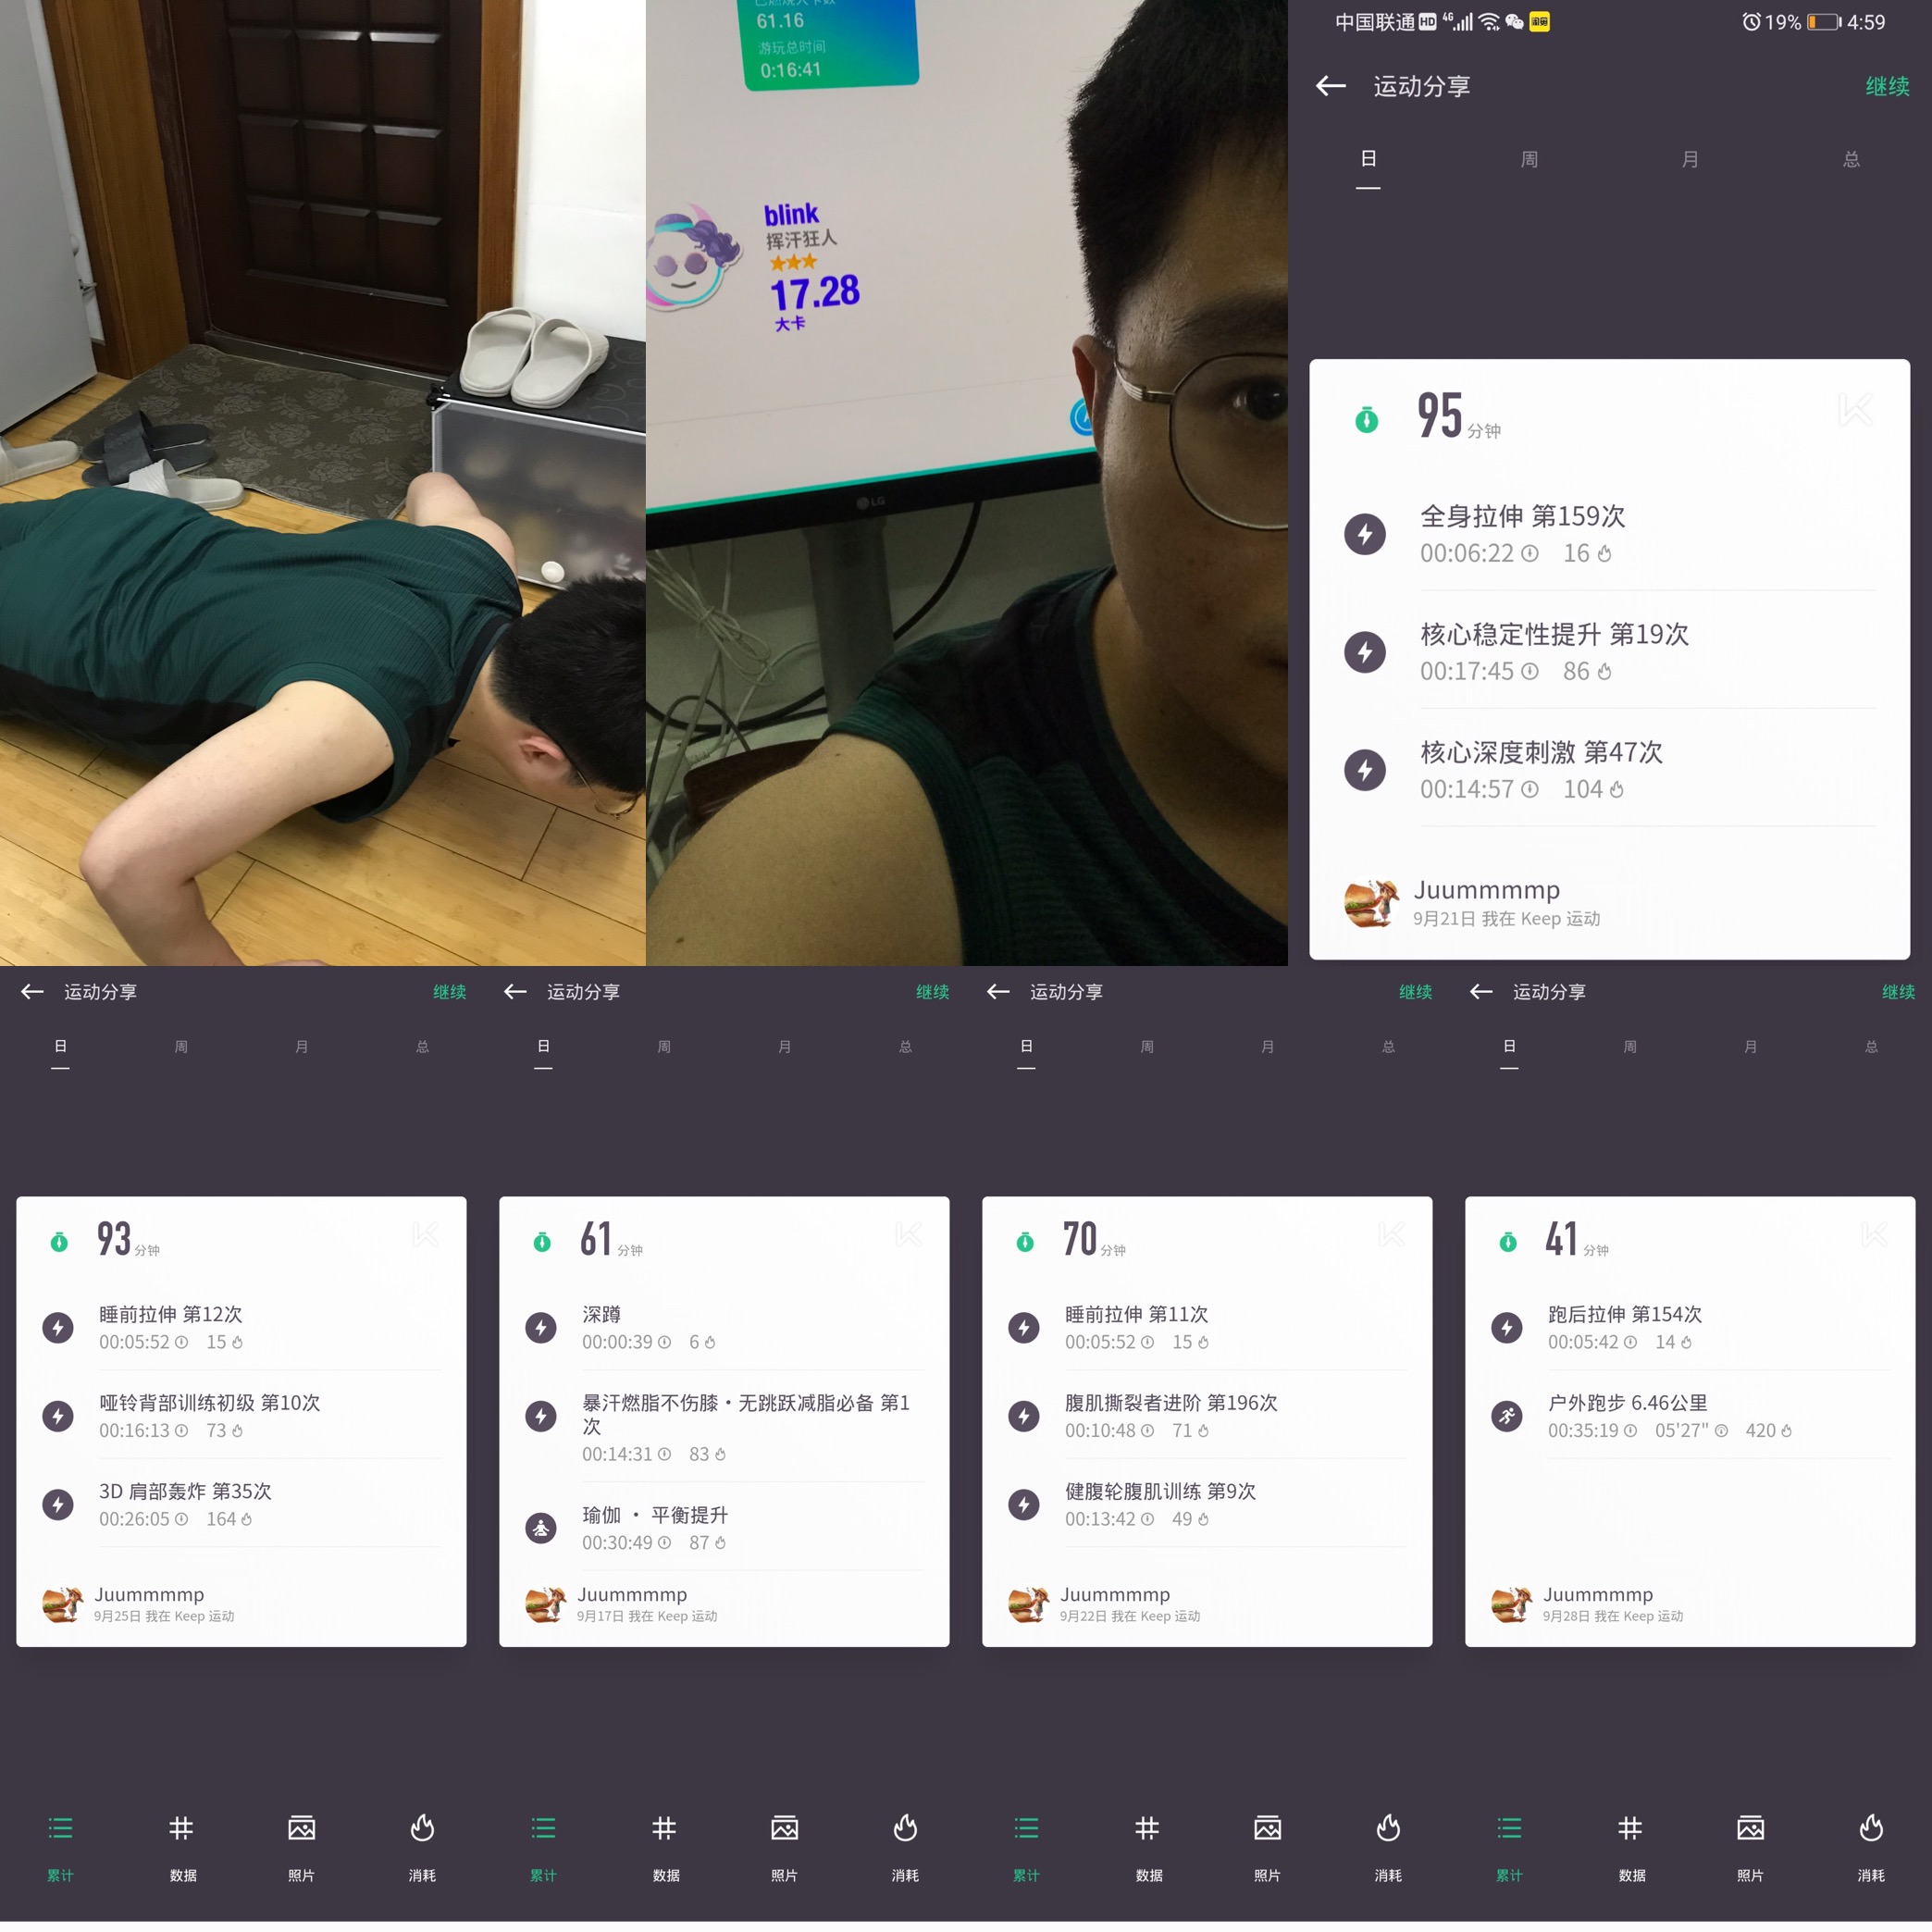 61.16
游玩总时间
0:16:41
blink
挥汗狂人
17.28
大卡
LG
中国联通 HD 4G
19% 4:59
运动分享 继续
日 周 月 总
95 分钟
全身拉伸 第159次
00:06:22 16
核心稳定性提升 第19次
00:17:45 86
核心深度刺激 第47次
00:14:57 104
Juummmmp
9月21日 我在 Keep 运动
运动分享 继续
日 周 月 总
93 分钟
睡前拉伸 第12次
00:05:52 15
哑铃背部训练初级 第10次
00:16:13 73
3D 肩部轰炸 第35次
00:26:05 164
Juummmmp
9月25日 我在 Keep 运动
累计 数据 照片 消耗
运动分享 继续
日 周 月 总
61 分钟
深蹲
00:00:39 6
暴汗燃脂不伤膝·无跳跃减脂必备 第1
次
00:14:31 83
瑜伽 · 平衡提升
00:30:49 87
Juummmmp
9月17日 我在 Keep 运动
累计 数据 照片 消耗
运动分享 继续
日 周 月 总
70 分钟
睡前拉伸 第11次
00:05:52 15
腹肌撕裂者进阶 第196次
00:10:48 71
健腹轮腹肌训练 第9次
00:13:42 49
Juummmmp
9月22日 我在 Keep 运动
累计 数据 照片 消耗
运动分享 继续
日 周 月 总
41 分钟
跑后拉伸 第154次
00:05:42 14
户外跑步 6.46公里
00:35:19 05'27" 420
Juummmmp
9月28日 我在 Keep 运动
累计 数据 照片 消耗